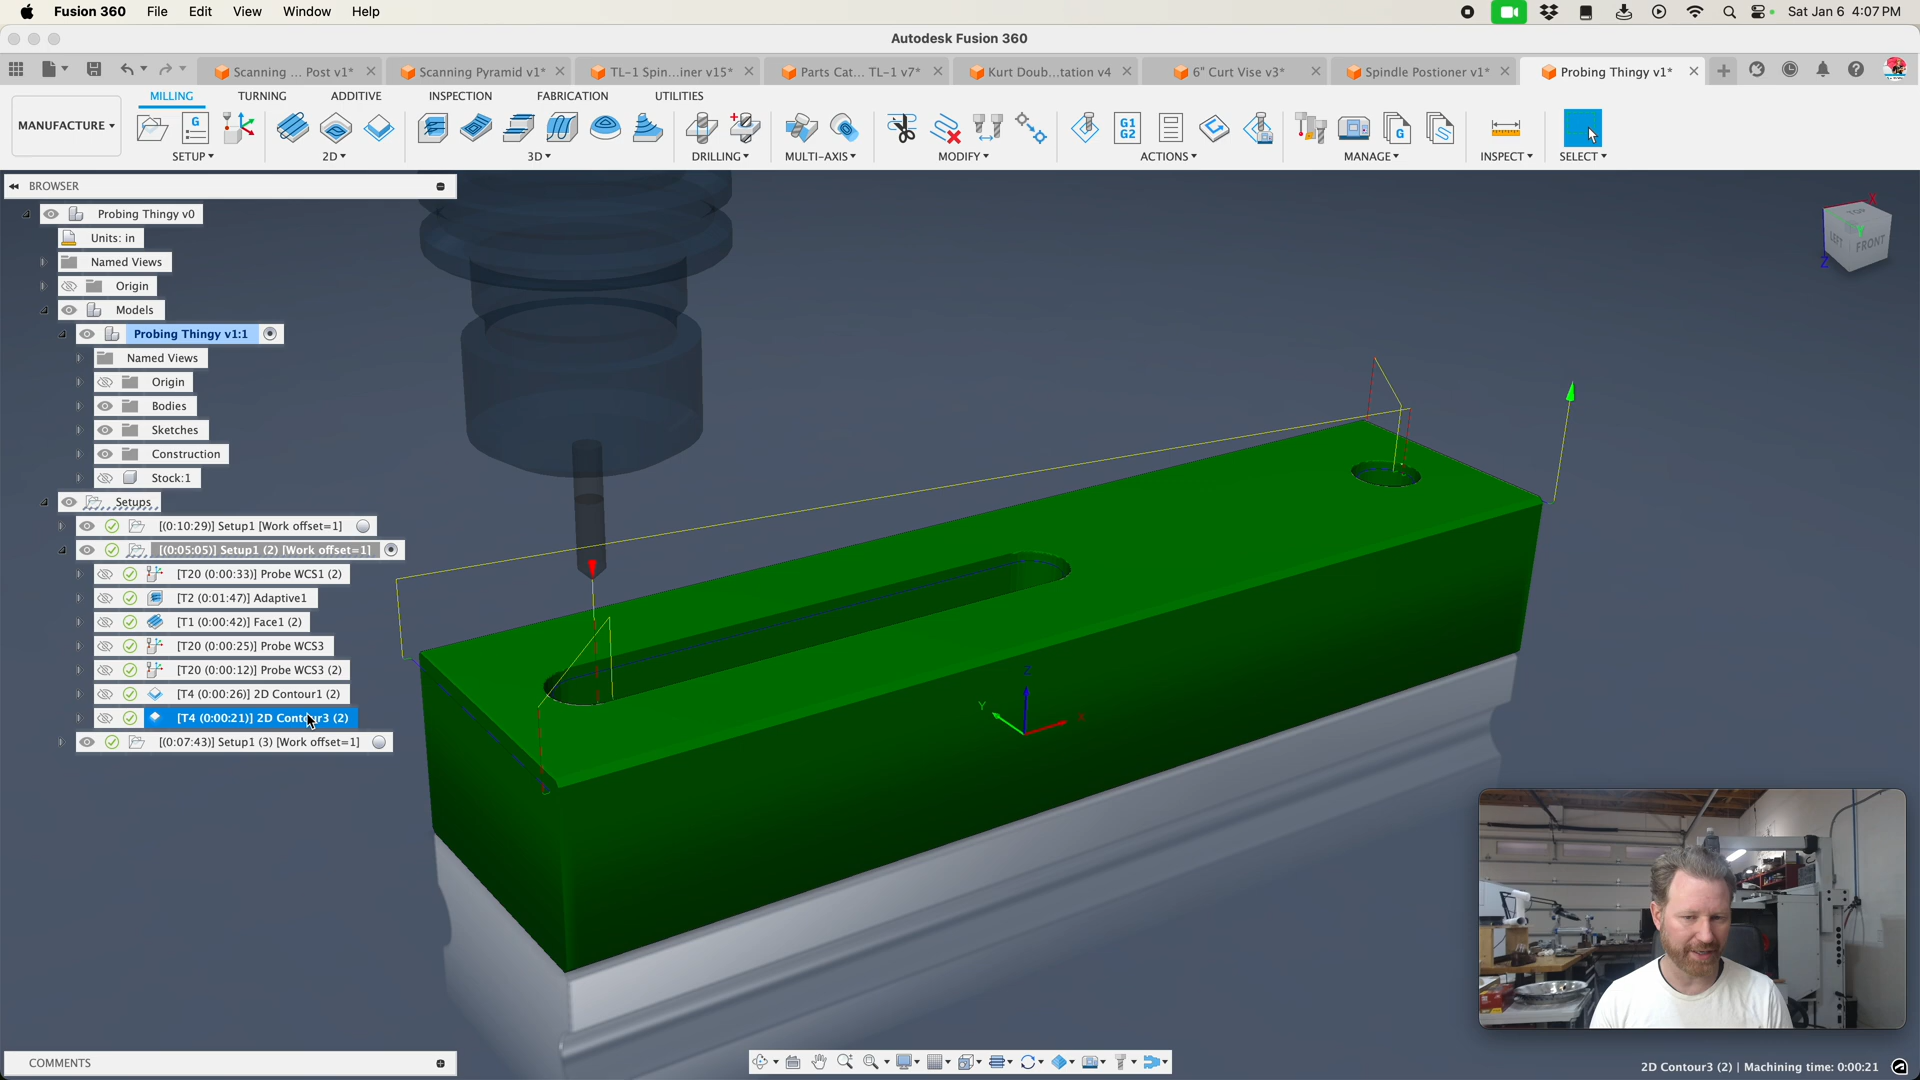 Fusion 360 File Edit View Window Help Sat Jan 6 4:07 PM
Autodesk Fusion 360
Scanning ... Post v1* Scanning Pyramid v1* TL-1 Spin...iner v15* Parts Cat... TL-1 v7* Kurt Doub...tation v4 6" Curt Vise v3* Spindle Postioner v1* Probing Thingy v1*
MILLING TURNING ADDITIVE INSPECTION FABRICATION UTILITIES
MANUFACTURE
G
G1
G2
G
SETUP 2D 3D DRILLING MULTI-AXIS MODIFY ACTIONS MANAGE INSPECT SELECT
BROWSER
Probing Thingy v0
Units: in
Named Views
Origin
Models
Probing Thingy v1:1
Named Views
Origin
Bodies
Sketches
Construction
Stock:1
Setups
[(0:10:29)] Setup1 [Work offset=1]
[(0:05:05)] Setup1 (2) [Work offset=1]
[T20 (0:00:33)] Probe WCS1 (2)
[T2 (0:01:47)] Adaptive1
[T1 (0:00:42)] Face1 (2)
[T20 (0:00:25)] Probe WCS3
[T20 (0:00:12)] Probe WCS3 (2)
[T4 (0:00:26)] 2D Contour1 (2)
[T4 (0:00:21)] 2D Contour3 (2)
[(0:07:43)] Setup1 (3) [Work offset=1]
X
TOP
Y
LEFT FRONT
Z
Z
Y X
COMMENTS
2D Contour3 (2) | Machining time: 0:00:21